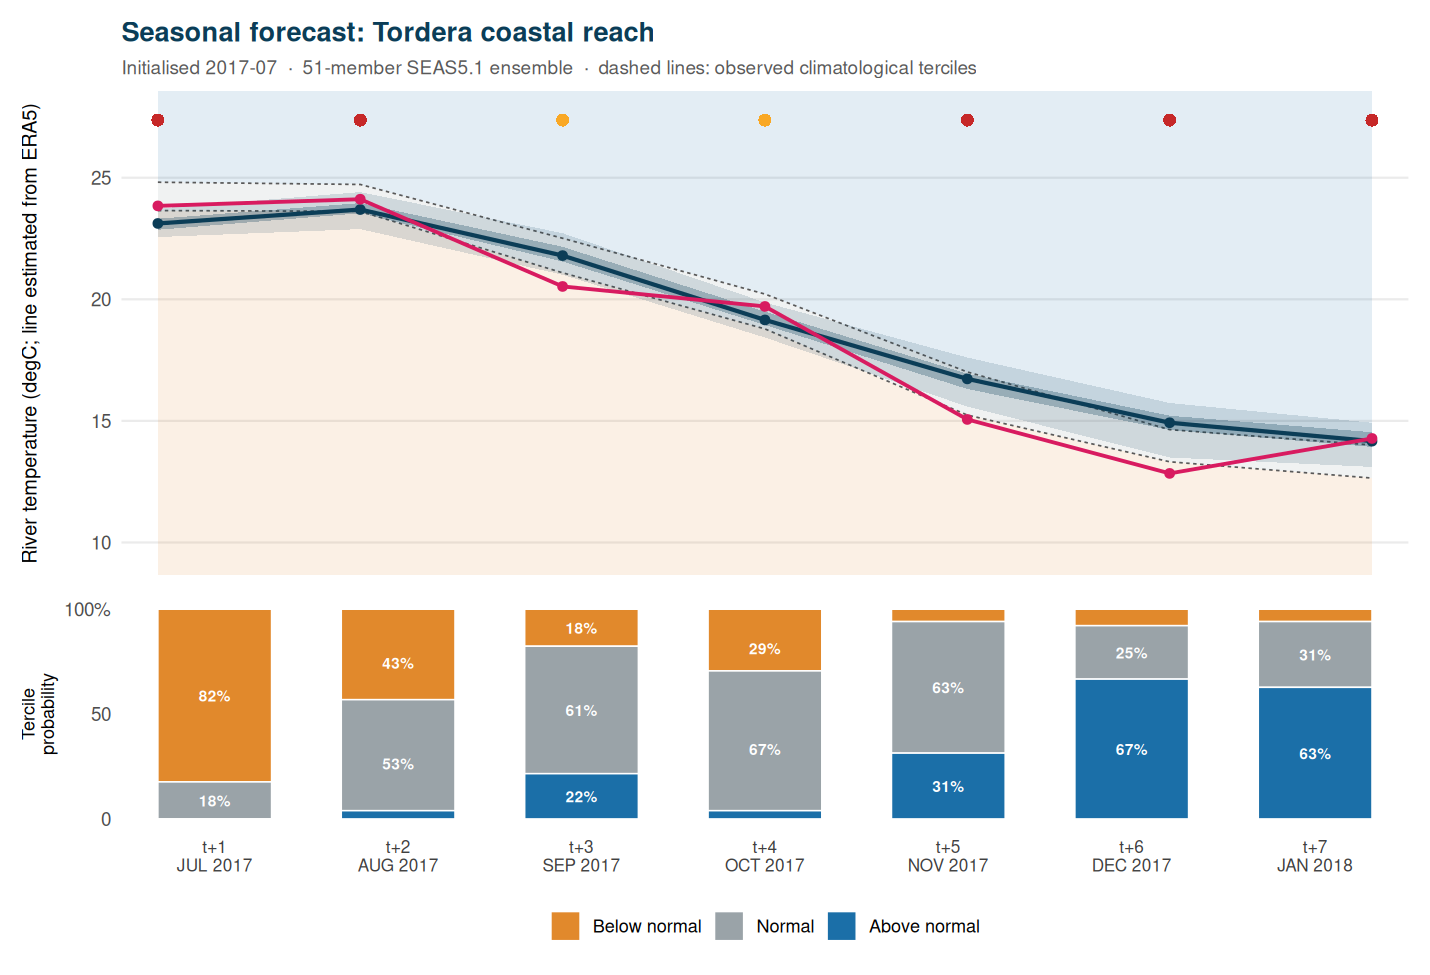 Seasonal forecast: Tordera coastal reach
Initialised 2017-07 · 51-member SEAS5.1 ensemble · dashed lines: observed climatological terciles
River temperature (degC; line estimated from ERA5)
25
20
15
10
Tercile
probability
100%
50
0
82%
18%
43%
53%
18%
61%
22%
29%
67%
63%
31%
25%
67%
31%
63%
t+1
JUL 2017
t+2
AUG 2017
t+3
SEP 2017
t+4
OCT 2017
t+5
NOV 2017
t+6
DEC 2017
t+7
JAN 2018
Below normal
Normal
Above normal